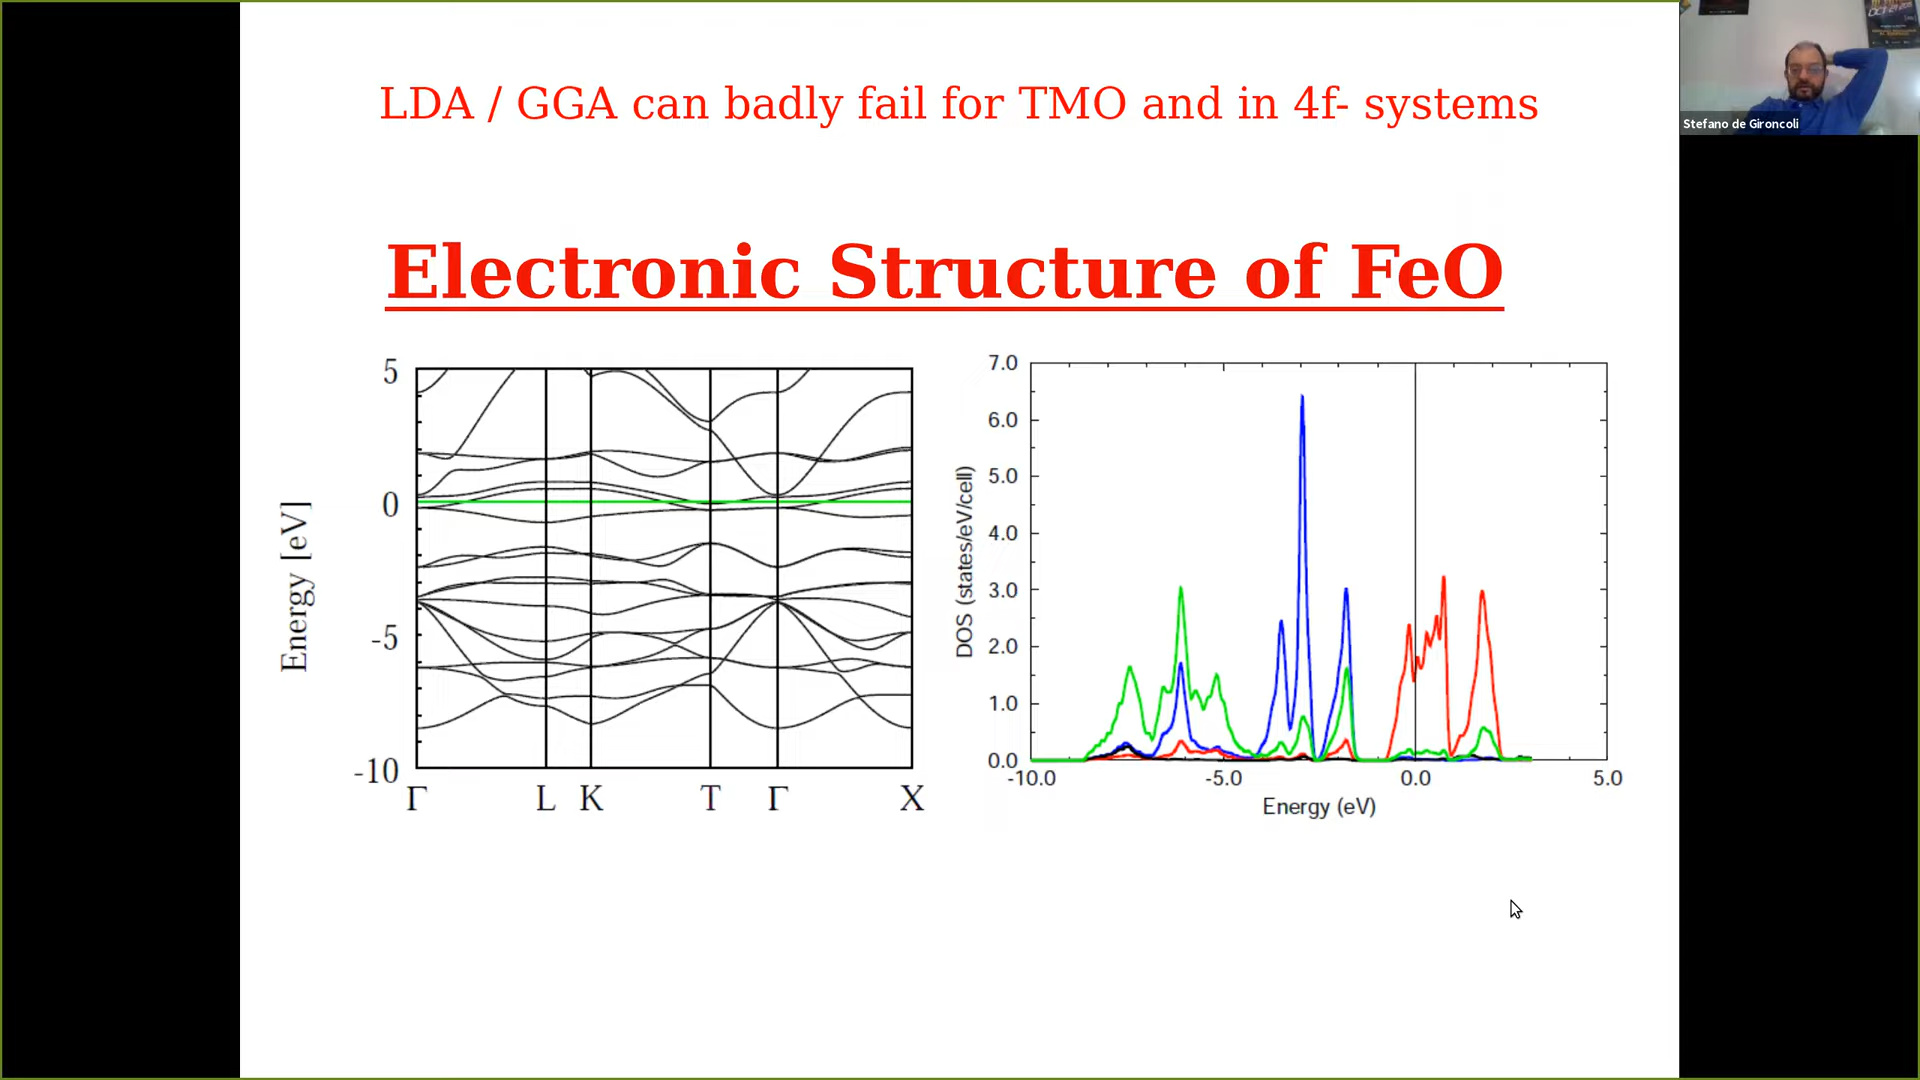 LDA / GGA can badly fail for TMO and in 4f- systems
Stefano de Gironcoli
Electronic Structure of FeO
5
0
-5
-10
Energy [eV]
Γ L K T Γ X
7.0
6.0
5.0
4.0
3.0
2.0
1.0
0.0
DOS (states/eV/cell)
-10.0 -5.0 0.0 5.0
Energy (eV)